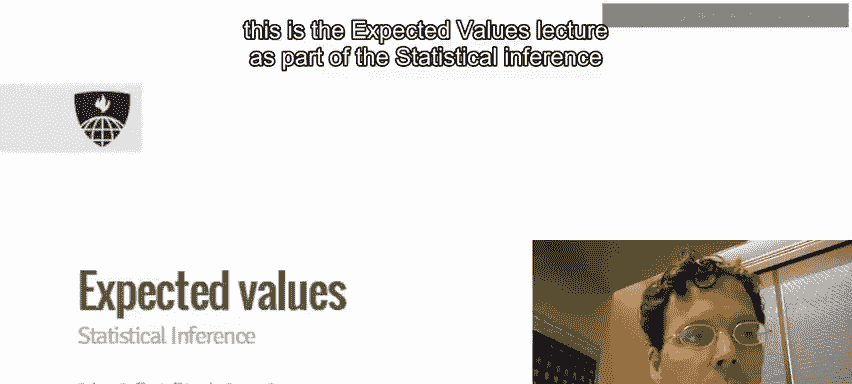 this is the Expected Values lecture
as part of the Statistical inference
Expected values
Statistical Inference